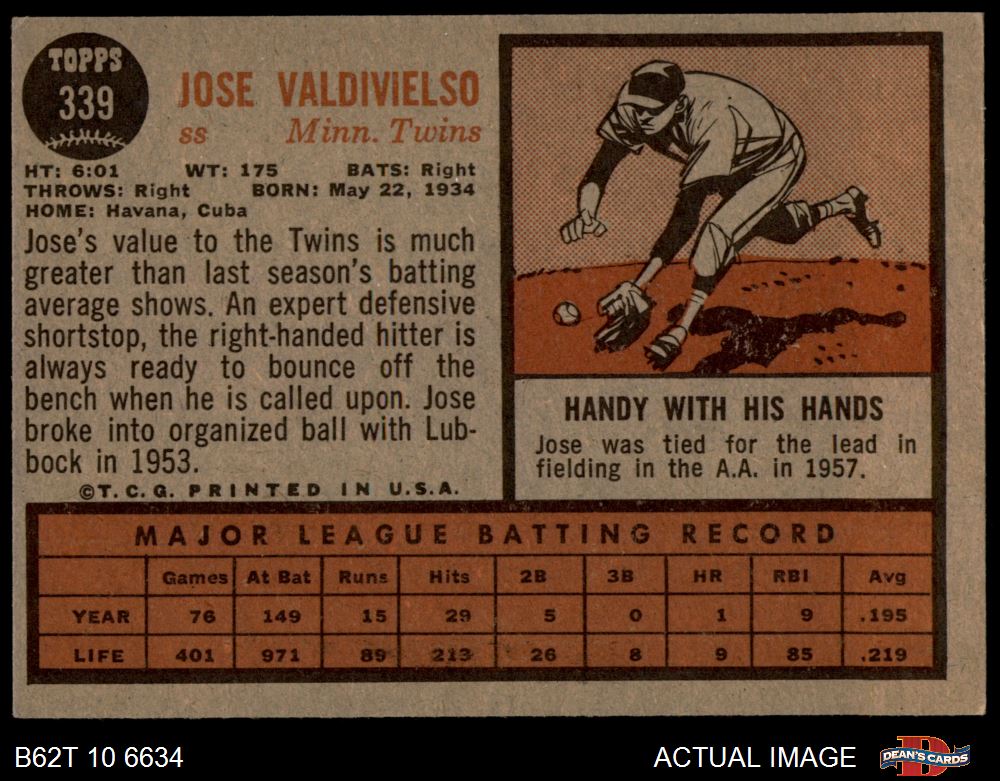 TOPPS
339
JOSE VALDIVIELSO
ss Minn. Twins
HT: 6:01 WT: 175 BATS: Right
THROWS: Right BORN: May 22, 1934
HOME: Havana, Cuba
Jose's value to the Twins is much
greater than last season's batting
average shows. An expert defensive
shortstop, the right-handed hitter is
always ready to bounce off the
bench when he is called upon. Jose
broke into organized ball with Lub-
bock in 1953.
©T.C.G. PRINTED IN U.S.A.
HANDY WITH HIS HANDS
Jose was tied for the lead in
fielding in the A.A. in 1957.
MAJOR LEAGUE BATTING RECORD
Games At Bat Runs Hits 2B 3B HR RBI Avg
YEAR 76 149 15 29 5 0 1 9 .195
LIFE 401 971 89 213 26 8 9 85 .219
B62T 10 6634
ACTUAL IMAGE
DEAN'S CARDS